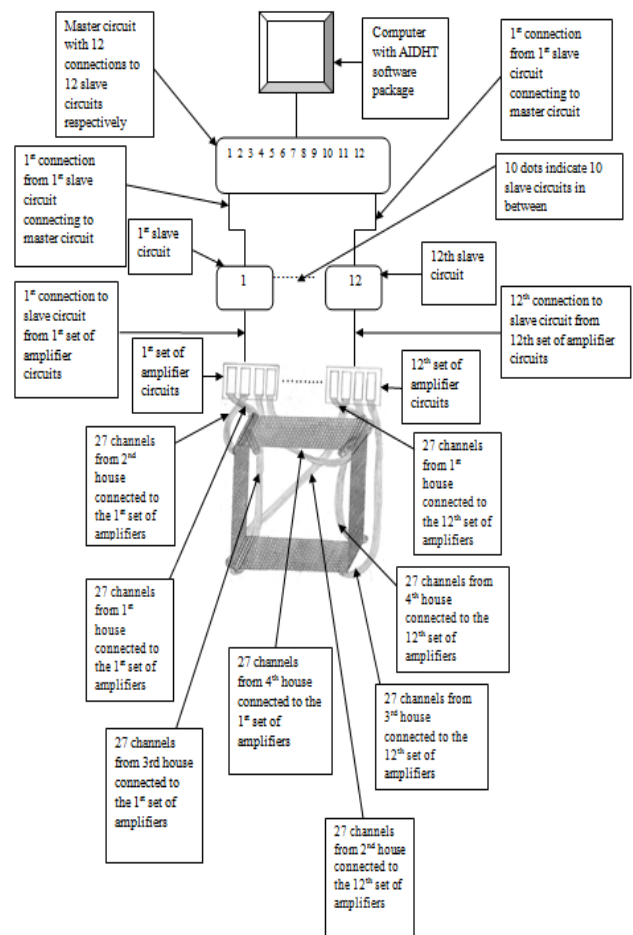 Master circuit
with 12
connections to
12 slave
circuits
respectively
Computer
with AIDHT
software
package
1st connection
from 1st slave
circuit
connecting to
master circuit
1 2 3 4 5 6 7 8 9 10 11 12
1st connection
from 1st slave
circuit
connecting to
master circuit
10 dots indicate 10
slave circuits in
between
1st slave
circuit
1
..........
12
12th slave
circuit
1st connection to
slave circuit
from 1st set of
amplifier
circuits
12th connection to
slave circuit from
12th set of amplifier
circuits
1st set of
amplifier
circuits
..........
12th set of
amplifier
circuits
27 channels
from 2nd
house
connected to
the 1st set of
amplifiers
27 channels
from 1st
house
connected to
the 12th set of
amplifiers
27 channels
from 1st
house
connected to
the 1st set of
amplifiers
27 channels from
4th house
connected to the
12th set of
amplifiers
27 channels
from 4th house
connected to the
1st set of
amplifiers
27 channels from
3rd house
connected to the
12th set of
amplifiers
27 channels
from 3rd house
connected to
the 1st set of
amplifiers
27 channels
from 2nd house
connected to
the 12th set of
amplifiers